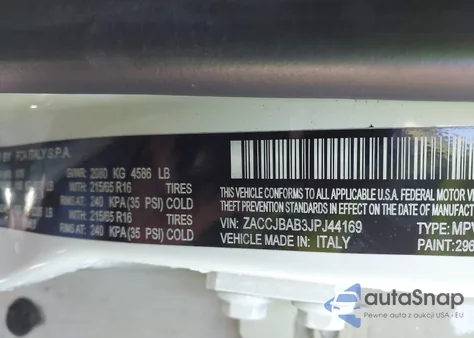 BY FCA ITALY S.P.A.
GVWR: 2080 KG 4586 LB
WITH: 215/65 R16 TIRES
RIMS AT: 240 KPA(35 PSI) COLD
WITH: 215/65 R16 TIRES
RIMS AT: 240 KPA(35 PSI) COLD
THIS VEHICLE CONFORMS TO ALL APPLICABLE U.S.A. FEDERAL MOTOR
THEFT PREVENTION STANDARDS IN EFFECT ON THE DATE OF MANUFACT
VIN: ZACCJBAB3JPJ44169 TYPE: MPV
VEHICLE MADE IN: ITALY PAINT: 296
autoSnap
Pewne auta z aukcji USA - EU